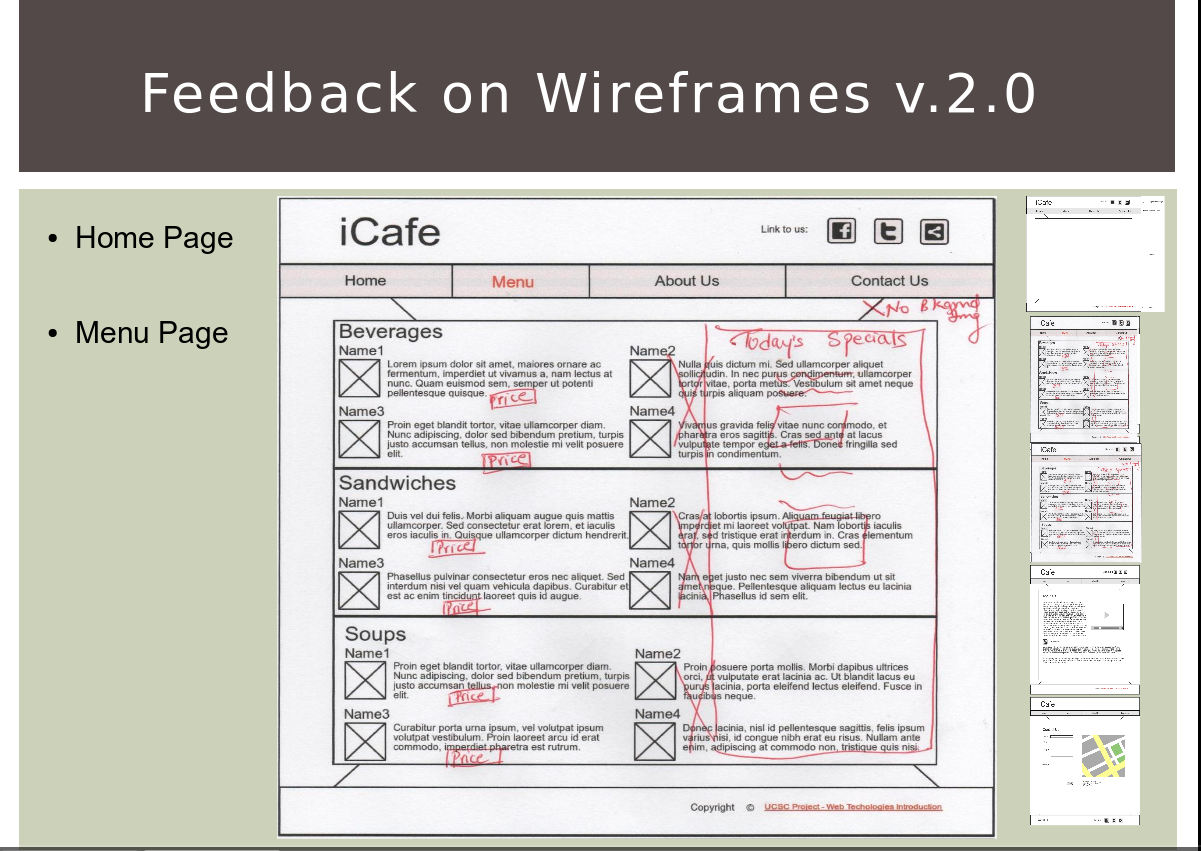 Feedback on Wireframes v.2.0
• Home Page
• Menu Page
iCafe
Link to us:
Home Menu About Us Contact Us
No Bkgrnd Img
Beverages
Today's Specials
Name1
Lorem ipsum dolor sit amet, maiores ornare ac
fermentum, imperdiet ut vivamus a, nam lectus at
nunc. Quam euismod sem, semper ut potenti
pellentesque quisque.
Price
Name2
Nulla quis dictum mi. Sed ullamcorper aliquet
sollicitudin. In nec purus condimentum, ullamcorper
tortor vitae, porta metus. Vestibulum sit amet neque
quis turpis aliquam posuere.
Name3
Proin eget blandit tortor, vitae ullamcorper diam.
Nunc adipiscing, dolor sed bibendum pretium, turpis
justo accumsan tellus, non molestie mi velit posuere
elit.
Price
Name4
Vivamus gravida felis vitae nunc commodo, et
pharetra eros sagittis. Cras sed ante at lacus
vulputate tempor eget a felis. Donec fringilla sed
turpis in condimentum.
Sandwiches
Name1
Duis vel dui felis. Morbi aliquam augue quis mattis
ullamcorper. Sed consectetur erat lorem, et iaculis
eros iaculis in. Quisque ullamcorper dictum hendrerit.
Price
Name2
Cras at lobortis ipsum. Aliquam feugiat libero
imperdiet mi laoreet volutpat. Nam lobortis iaculis
erat, sed tristique erat interdum in. Cras elementum
tortor urna, quis mollis libero dictum sed.
Name3
Phasellus pulvinar consectetur eros nec aliquet. Sed
interdum nisi vel quam vehicula dapibus. Curabitur et
est ac enim tincidunt laoreet quis id augue.
Price
Name4
Nam eget justo nec sem viverra bibendum ut sit
amet neque. Pellentesque aliquam lectus eu lacinia
lacinia. Phasellus id sem elit.
Soups
Name1
Proin eget blandit tortor, vitae ullamcorper diam.
Nunc adipiscing, dolor sed bibendum pretium, turpis
justo accumsan tellus, non molestie mi velit posuere
elit.
Price
Name2
Proin posuere porta mollis. Morbi dapibus ultrices
orci, ut vulputate erat lacinia ac. Ut blandit lacus eu
purus lacinia, porta eleifend lectus eleifend. Fusce in
faucibus neque.
Name3
Curabitur porta urna ipsum, vel volutpat ipsum
volutpat vestibulum. Proin laoreet arcu id erat
commodo, imperdiet pharetra est rutrum.
Price
Name4
Donec lacinia, nisl id pellentesque sagittis, felis ipsum
varius nisi, id congue nibh erat eu risus. Nullam ante
enim, adipiscing at commodo non, tristique quis nisi.
Copyright © UCSC Project - Web Techologies Introduction
iCafe
Cafe
Cafe
Cafe
Cafe